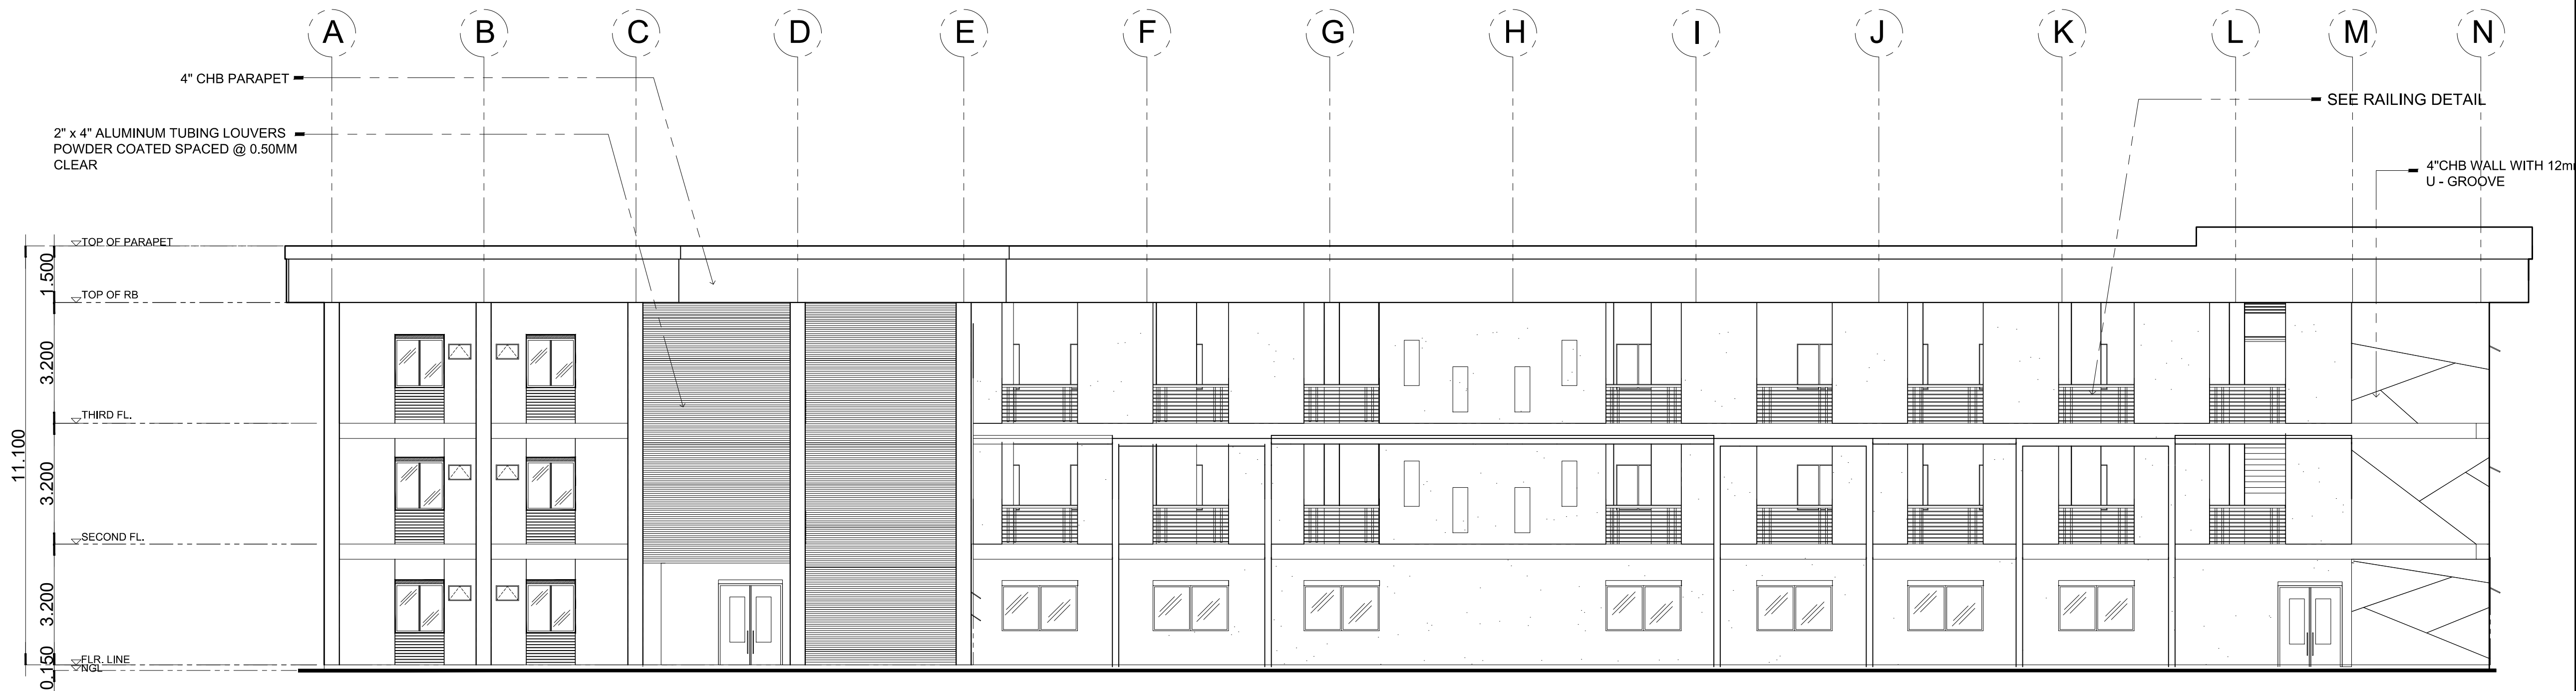 A B C D E F G H I J K L M N
4" CHB PARAPET
SEE RAILING DETAIL
2" x 4" ALUMINUM TUBING LOUVERS
POWDER COATED SPACED @ 0.50MM
CLEAR
4"CHB WALL WITH 12m
U - GROOVE
TOP OF PARAPET
1.500
TOP OF RB
3.200
THIRD FL.
11.100
3.200
SECOND FL.
3.200
FLR. LINE
0.150
NGL